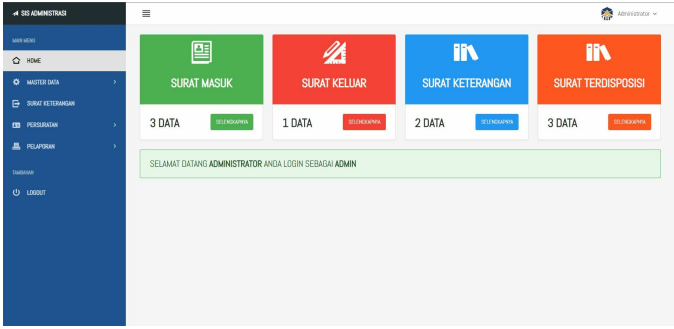 SIS ADMINISTRASI
Administrator
MAIN MENU
HOME
MASTER DATA
SURAT KETERANGAN
PERSURATAN
PELAPORAN
TAMBAHAN
LOGOUT
SURAT MASUK
3 DATA
SELENGKAPNYA
SURAT KELUAR
1 DATA
SELENGKAPNYA
SURAT KETERANGAN
2 DATA
SELENGKAPNYA
SURAT TERDISPOSISI
3 DATA
SELENGKAPNYA
SELAMAT DATANG ADMINISTRATOR ANDA LOGIN SEBAGAI ADMIN